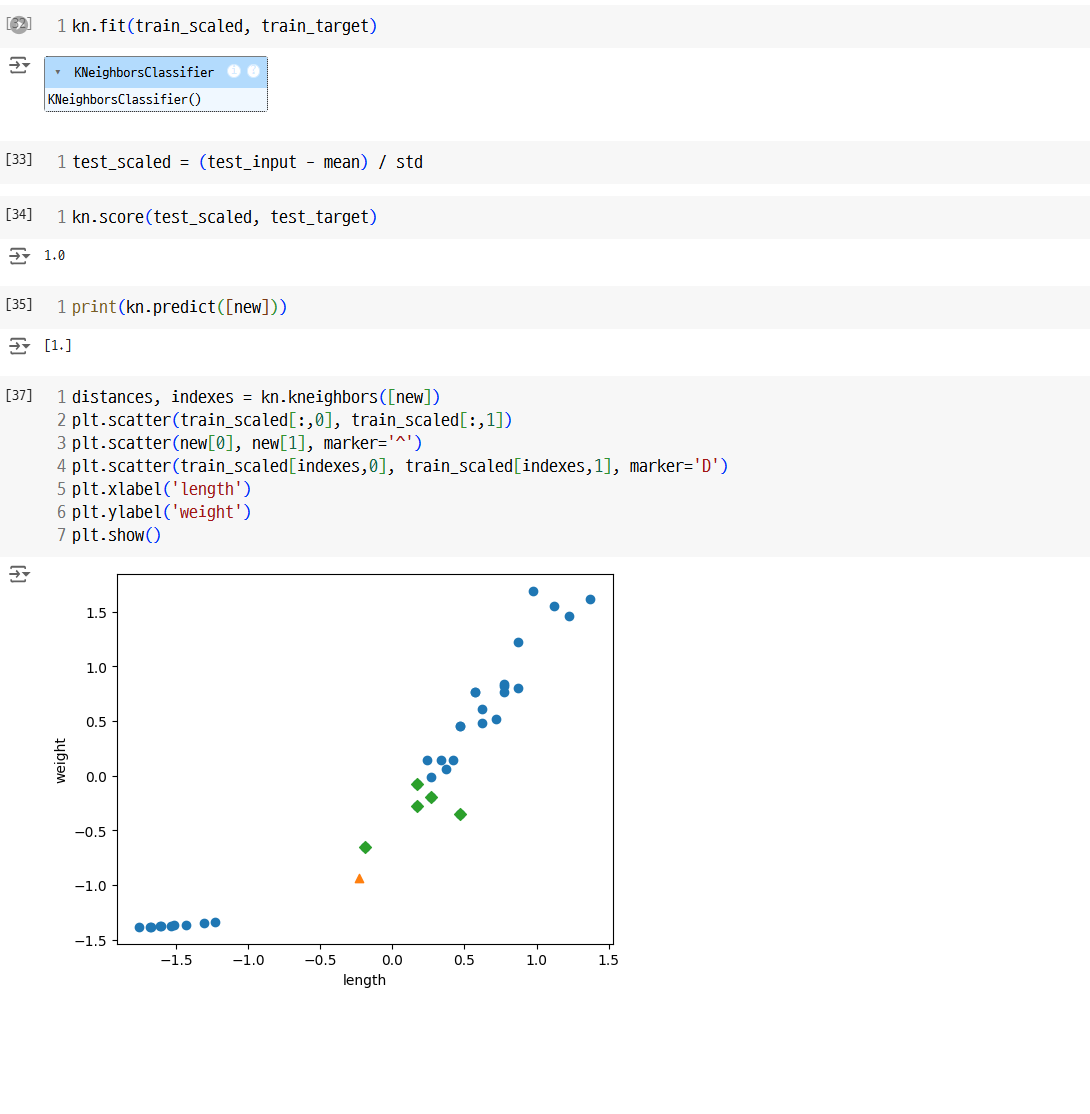 [32] 1 kn.fit(train_scaled, train_target)
▾ KNeighborsClassifier i ?
KNeighborsClassifier()
[33] 1 test_scaled = (test_input - mean) / std
[34] 1 kn.score(test_scaled, test_target)
1.0
[35] 1 print(kn.predict([new]))
[1.]
[37] 1 distances, indexes = kn.kneighbors([new])
2 plt.scatter(train_scaled[:,0], train_scaled[:,1])
3 plt.scatter(new[0], new[1], marker='^')
4 plt.scatter(train_scaled[indexes,0], train_scaled[indexes,1], marker='D')
5 plt.xlabel('length')
6 plt.ylabel('weight')
7 plt.show()
1.5
1.0
0.5
0.0
−0.5
−1.0
−1.5
weight
−1.5 −1.0 −0.5 0.0 0.5 1.0 1.5
length